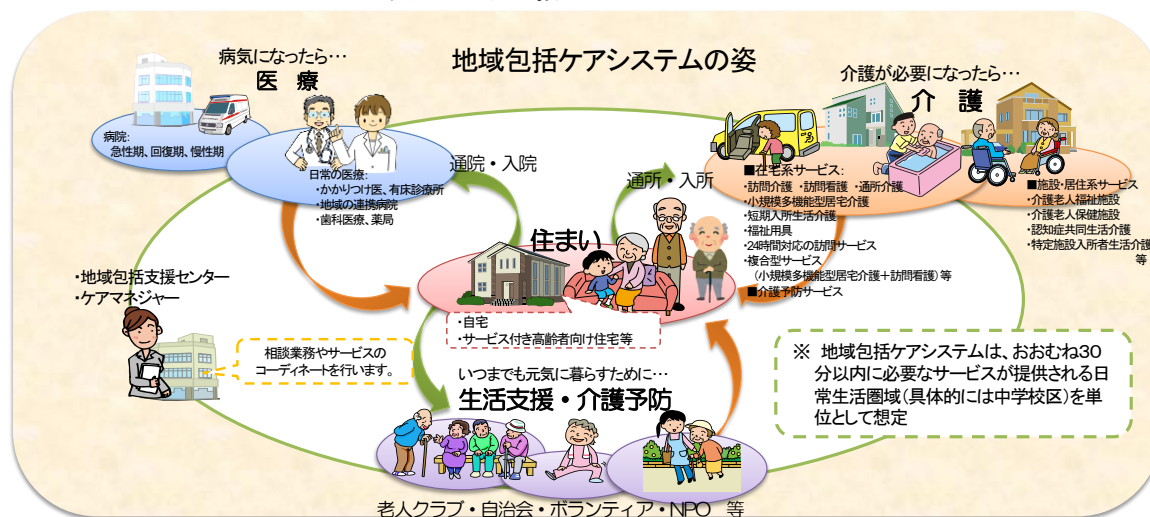 地域包括ケアシステムの姿
病気になったら…
医 療
病院:
急性期、回復期、慢性期
日常の医療:
・かかりつけ医、有床診療所
・地域の連携病院
・歯科医療、薬局
通院・入院
通所・入所
介護が必要になったら…
介 護
■在宅系サービス:
・訪問介護 ・訪問看護 ・通所介護
・小規模多機能型居宅介護
・短期入所生活介護
・福祉用具
・24時間対応の訪問サービス
・複合型サービス
(小規模多機能型居宅介護+訪問看護)等
■介護予防サービス
■施設・居住系サービス
・介護老人福祉施設
・介護老人保健施設
・認知症共同生活介護
・特定施設入所者生活介護
等
住まい
・自宅
・サービス付き高齢者向け住宅等
・地域包括支援センター
・ケアマネジャー
相談業務やサービスの
コーディネートを行います。
いつまでも元気に暮らすために…
生活支援・介護予防
老人クラブ・自治会・ボランティア・NPO 等
※ 地域包括ケアシステムは、おおむね30
分以内に必要なサービスが提供される日
常生活圏域(具体的には中学校区)を単
位として想定